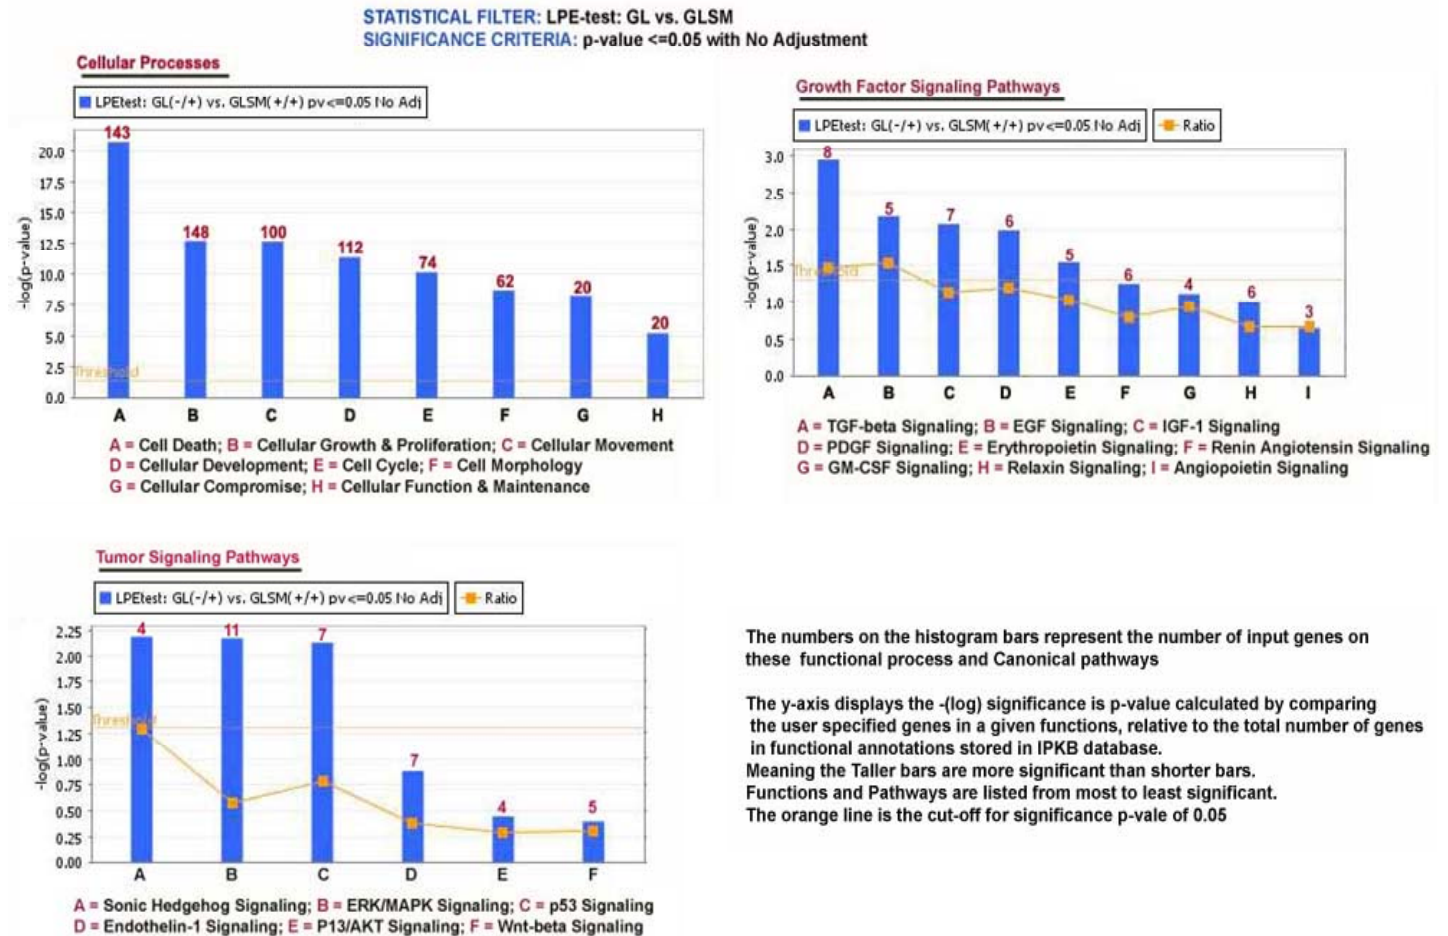 STATISTICAL FILTER: LPE-test: GL vs. GLSM
SIGNIFICANCE CRITERIA: p-value <=0.05 with No Adjustment
Cellular Processes
LPEtest: GL(-/+) vs. GLSM(+/+) pv<=0.05 No Adj
-log(p-value)
20.0
17.5
15.0
12.5
10.0
7.5
5.0
2.5
0.0
Threshold
143
148
100
112
74
62
20
20
A B C D E F G H
A = Cell Death; B = Cellular Growth & Proliferation; C = Cellular Movement
D = Cellular Development; E = Cell Cycle; F = Cell Morphology
G = Cellular Compromise; H = Cellular Function & Maintenance
Growth Factor Signaling Pathways
LPEtest: GL(-/+) vs. GLSM(+/+) pv<=0.05 No Adj
Ratio
-log(p-value)
3.0
2.5
2.0
1.5
1.0
0.5
0.0
Threshold
8
5
7
6
5
6
4
6
3
A B C D E F G H I
A = TGF-beta Signaling; B = EGF Signaling; C = IGF-1 Signaling
D = PDGF Signaling; E = Erythropoietin Signaling; F = Renin Angiotensin Signaling
G = GM-CSF Signaling; H = Relaxin Signaling; I = Angiopoietin Signaling
Tumor Signaling Pathways
LPEtest: GL(-/+) vs. GLSM(+/+) pv<=0.05 No Adj
Ratio
-log(p-value)
2.25
2.00
1.75
1.50
1.25
1.00
0.75
0.50
0.25
0.00
Threshold
4
11
7
7
4
5
A B C D E F
A = Sonic Hedgehog Signaling; B = ERK/MAPK Signaling; C = p53 Signaling
D = Endothelin-1 Signaling; E = P13/AKT Signaling; F = Wnt-beta Signaling
The numbers on the histogram bars represent the number of input genes on
these functional process and Canonical pathways
The y-axis displays the -(log) significance is p-value calculated by comparing
the user specified genes in a given functions, relative to the total number of genes
in functional annotations stored in IPKB database.
Meaning the Taller bars are more significant than shorter bars.
Functions and Pathways are listed from most to least significant.
The orange line is the cut-off for significance p-vale of 0.05